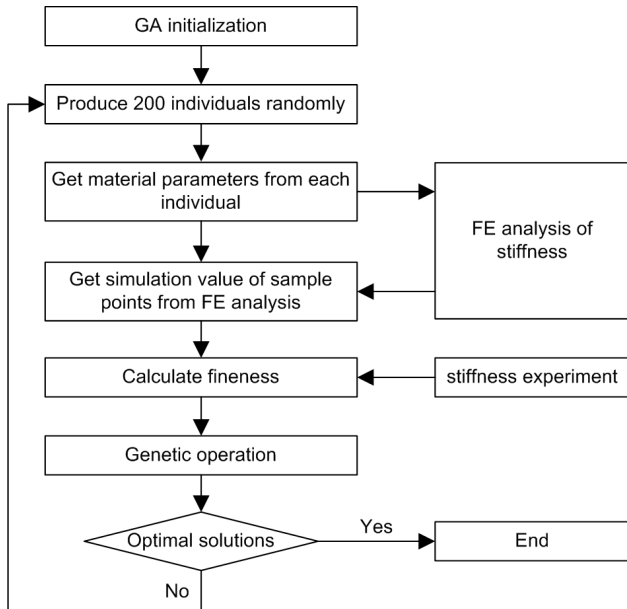 GA initialization
Produce 200 individuals randomly
Get material parameters from each
individual
FE analysis of
stiffness
Get simulation value of sample
points from FE analysis
Calculate fineness
stiffness experiment
Genetic operation
Optimal solutions
Yes
End
No